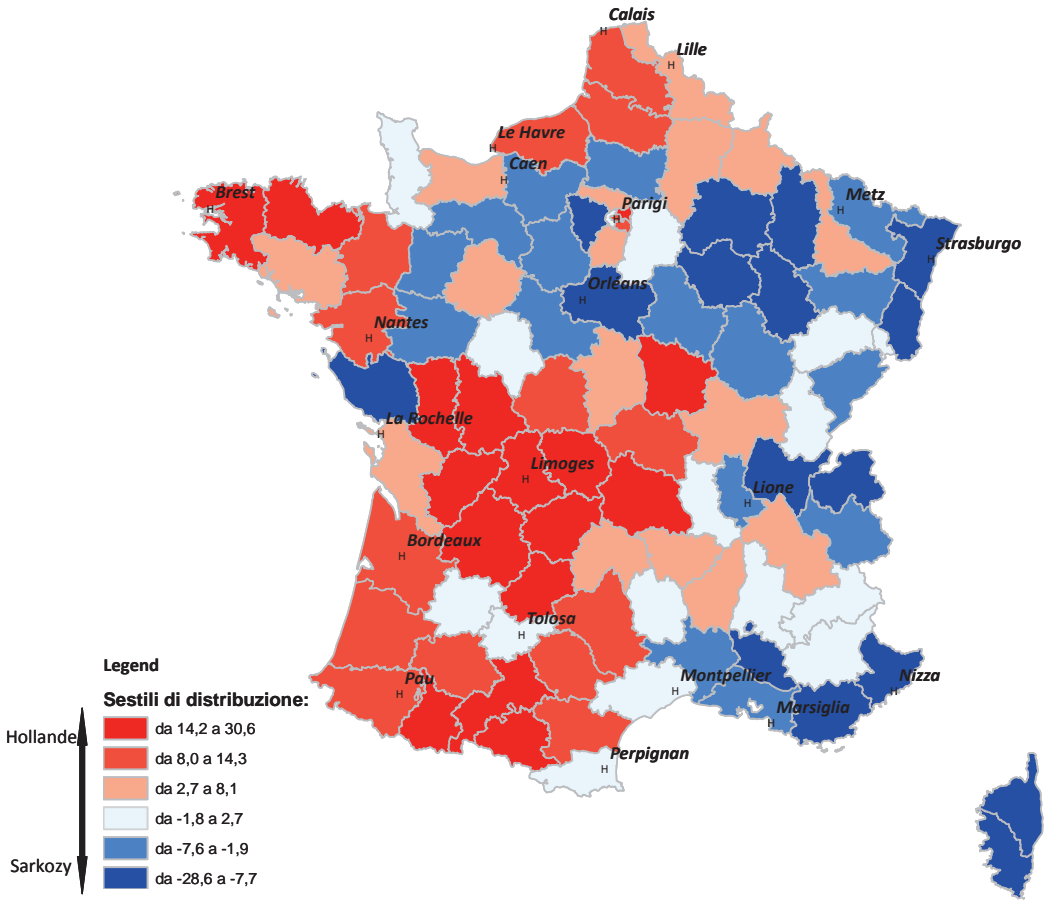 Calais
H
Lille
H
Le Havre
H
Caen
H
Brest
H
Parigi
H
Metz
H
Strasburgo
H
Orléans
H
Nantes
H
La Rochelle
H
Limoges
H
Lione
H
Bordeaux
H
Tolosa
H
Pau
H
Montpellier
H
Nizza
H
Marsiglia
H
Perpignan
H
Legend
Sestili di distribuzione:
Hollande
da 14,2 a 30,6
da 8,0 a 14,3
da 2,7 a 8,1
da -1,8 a 2,7
da -7,6 a -1,9
Sarkozy
da -28,6 a -7,7